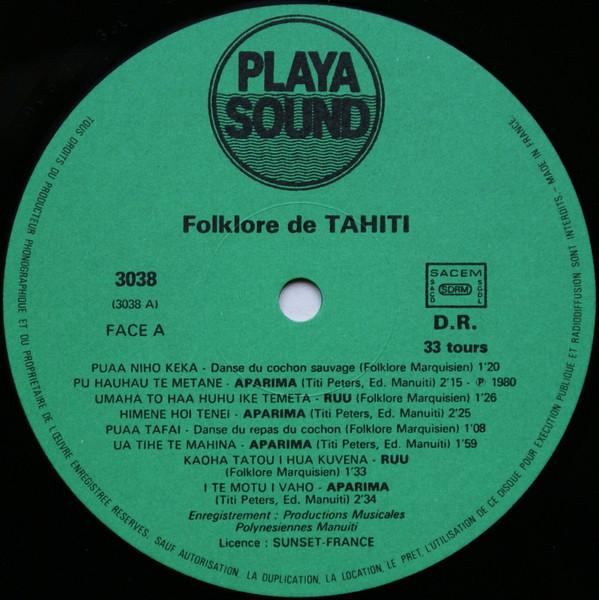 PLAYA
SOUND
Folklore de TAHITI
3038
(3038 A)
FACE A
SACEM
SACD
SDRM
SGDL
D.R.
33 tours
PUAA NIHO KEKA - Danse du cochon sauvage (Folklore Marquisien) 1'20
PU HAUHAU TE METANE - APARIMA (Titi Peters, Ed. Manuiti) 2'15 - ℗ 1980
UMAHA TO HAA HUHU IKE TEMETA - RUU (Folklore Marquisien) 1'26
HIMENE HOI TENEI - APARIMA (Titi Peters, Ed. Manuiti) 2'25
PUAA TAFAI - Danse du repas du cochon (Folklore Marquisien) 1'08
UA TIHE TE MAHINA - APARIMA (Titi Peters, Ed. Manuiti) 1'59
KAOHA TATOU I HUA KUVENA - RUU
(Folklore Marquisien) 1'33
I TE MOTU I VAHO - APARIMA
(Titi Peters, Ed. Manuiti) 2'34
Enregistrement : Productions Musicales
Polynesiennes Manuiti
Licence : SUNSET-FRANCE
TOUS DROITS DU PRODUCTEUR PHONOGRAPHIQUE ET DU PROPRIETAIRE DE L'ŒUVRE ENREGISTREE RESERVES. SAUF AUTORISATION, LA DUPLICATION, LA LOCATION, LE PRET, L'UTILISATION DE CE DISQUE POUR EXECUTION PUBLIQUE ET RADIODIFFUSION SONT INTERDITS. - MADE IN FRANCE.